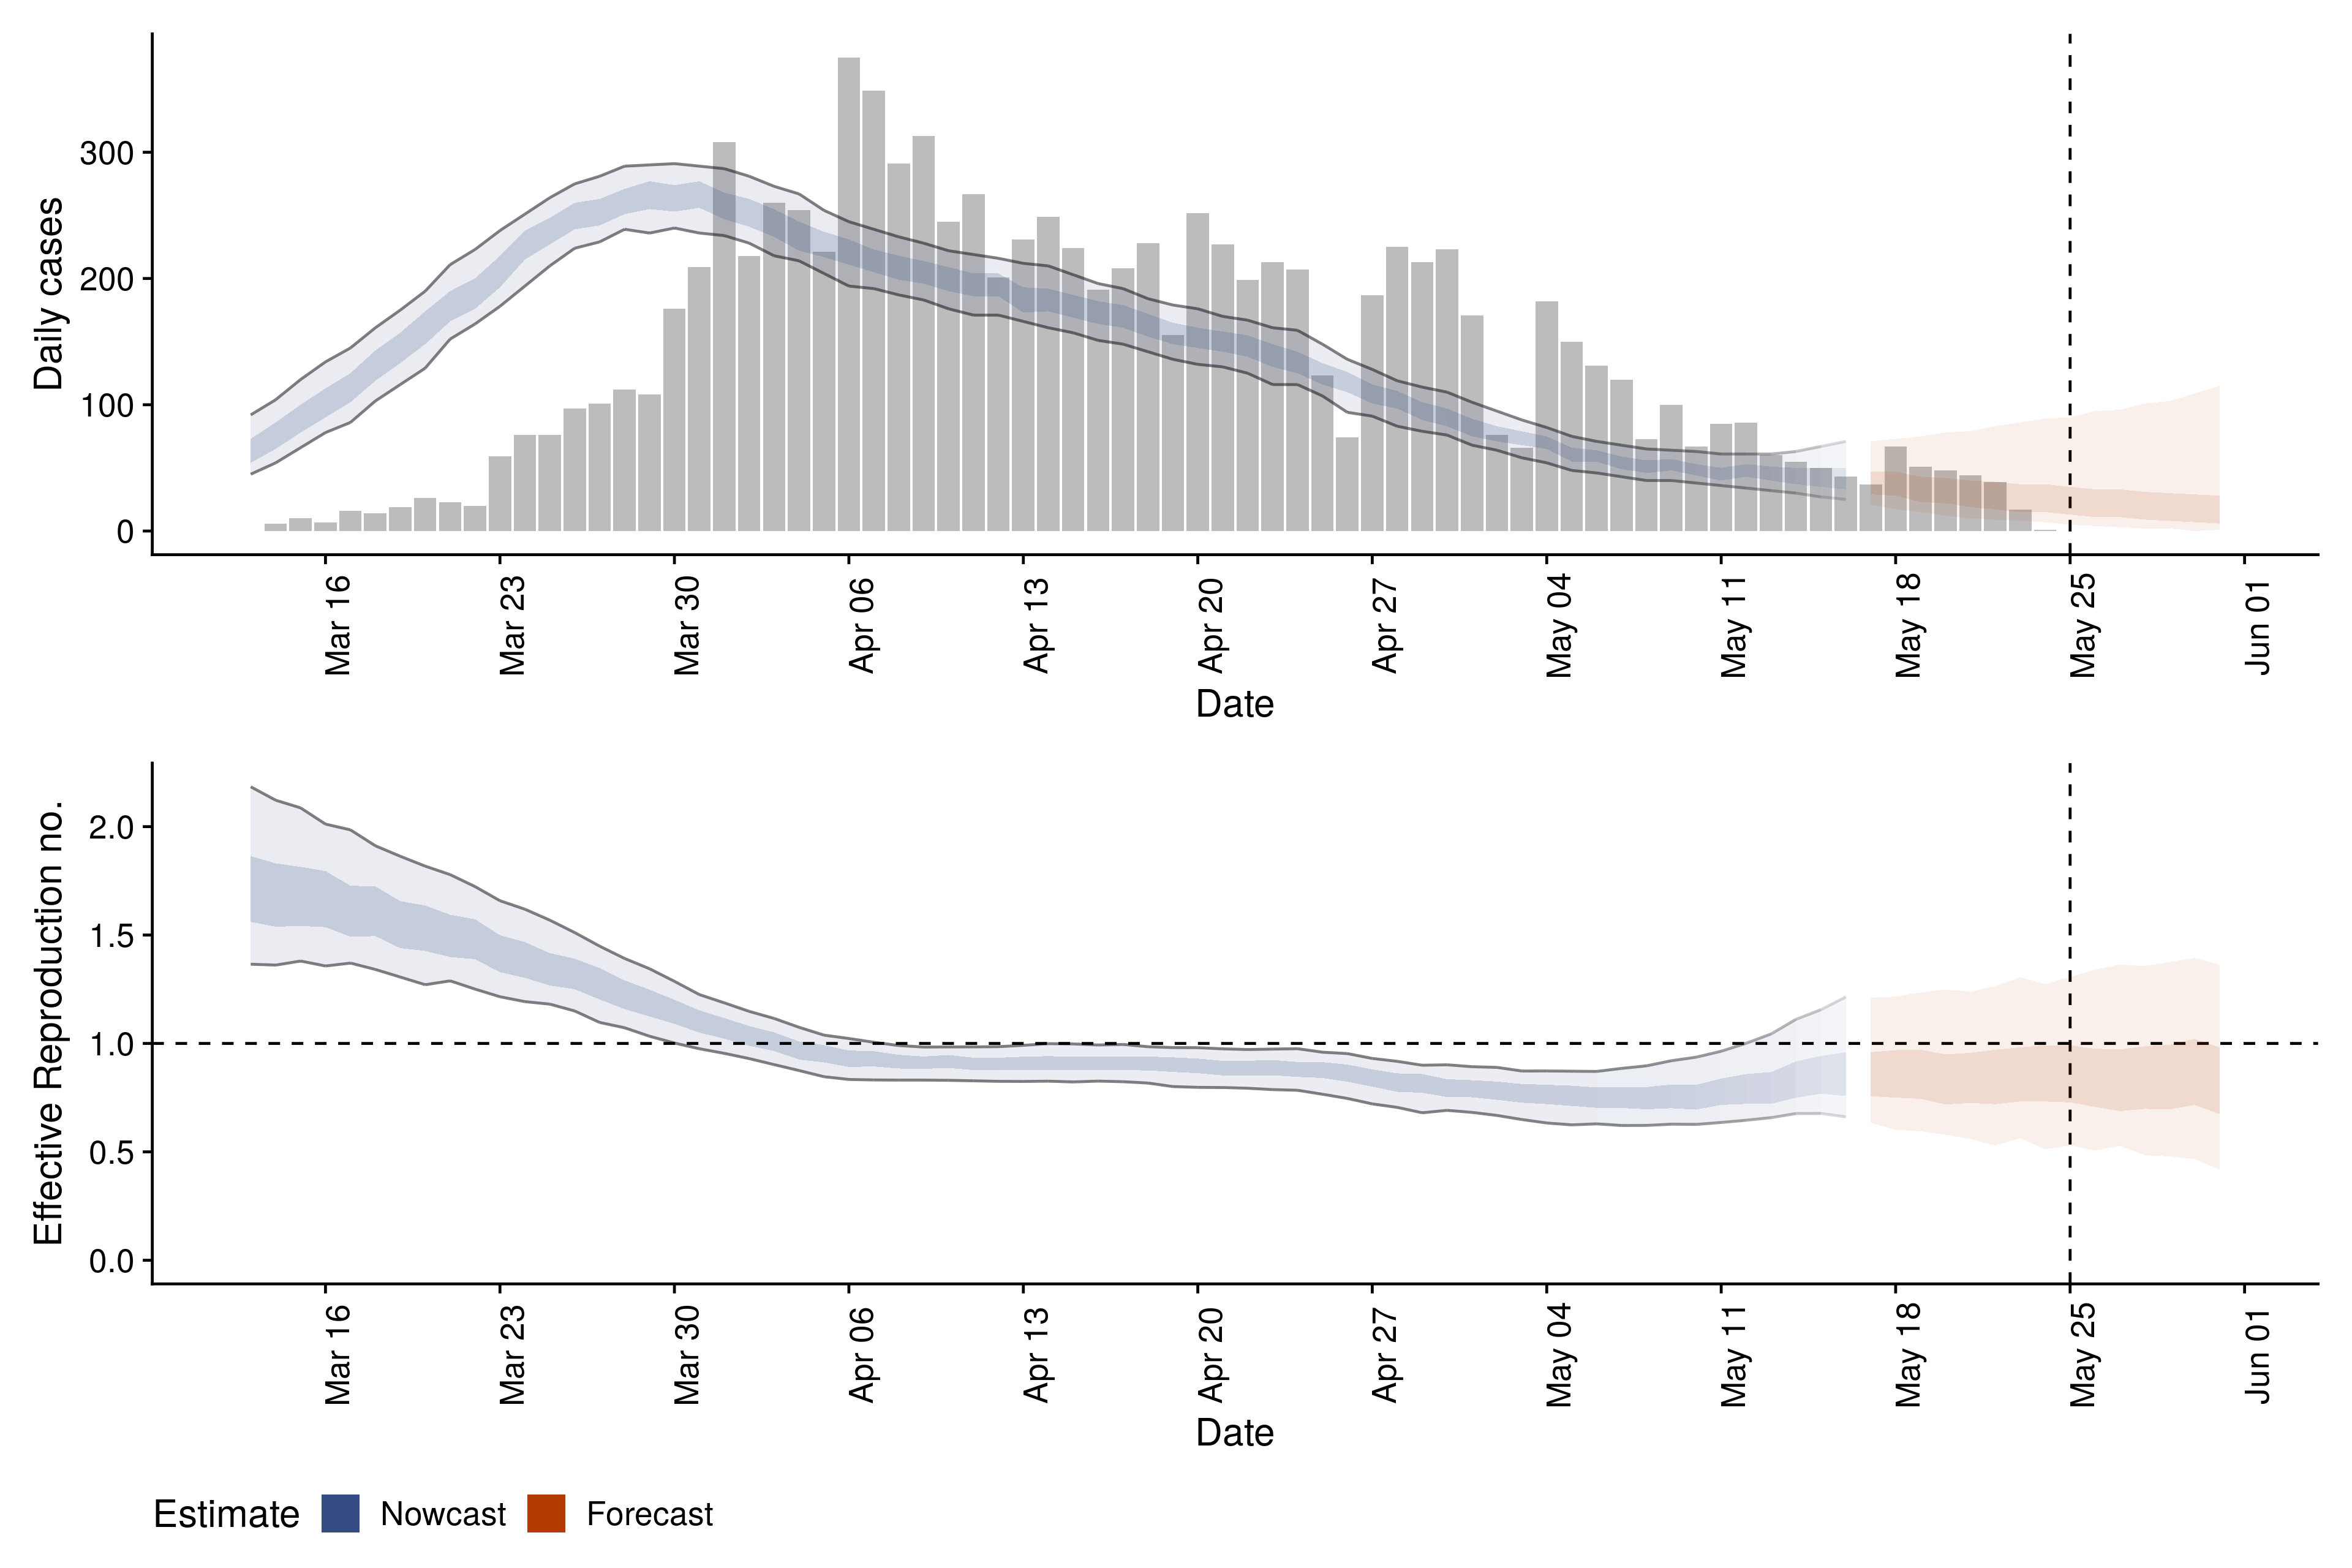 Daily cases
300
200
100
0
Mar 16
Mar 23
Mar 30
Apr 06
Apr 13
Apr 20
Apr 27
May 04
May 11
May 18
May 25
Jun 01
Date
Effective Reproduction no.
2.0
1.5
1.0
0.5
0.0
Mar 16
Mar 23
Mar 30
Apr 06
Apr 13
Apr 20
Apr 27
May 04
May 11
May 18
May 25
Jun 01
Date
Estimate Nowcast Forecast